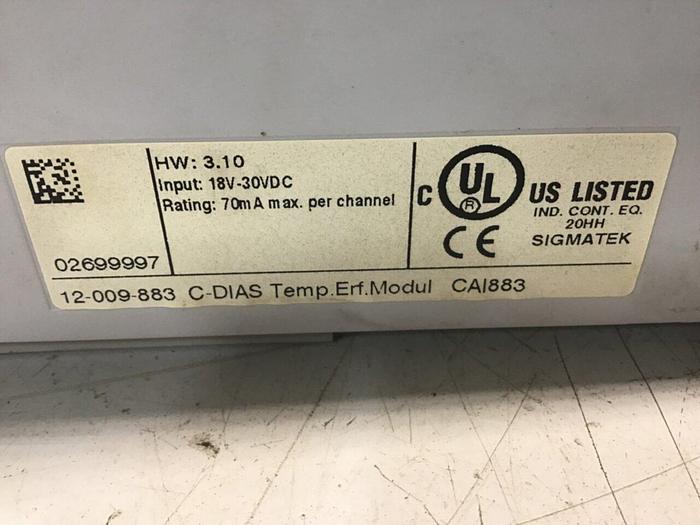 HW: 3.10
Input: 18V-30VDC
Rating: 70mA max. per channel
02699997
C UL US LISTED
®
IND. CONT. EQ.
20HH
CE SIGMATEK
12-009-883 C-DIAS Temp.Erf.Modul CAI883